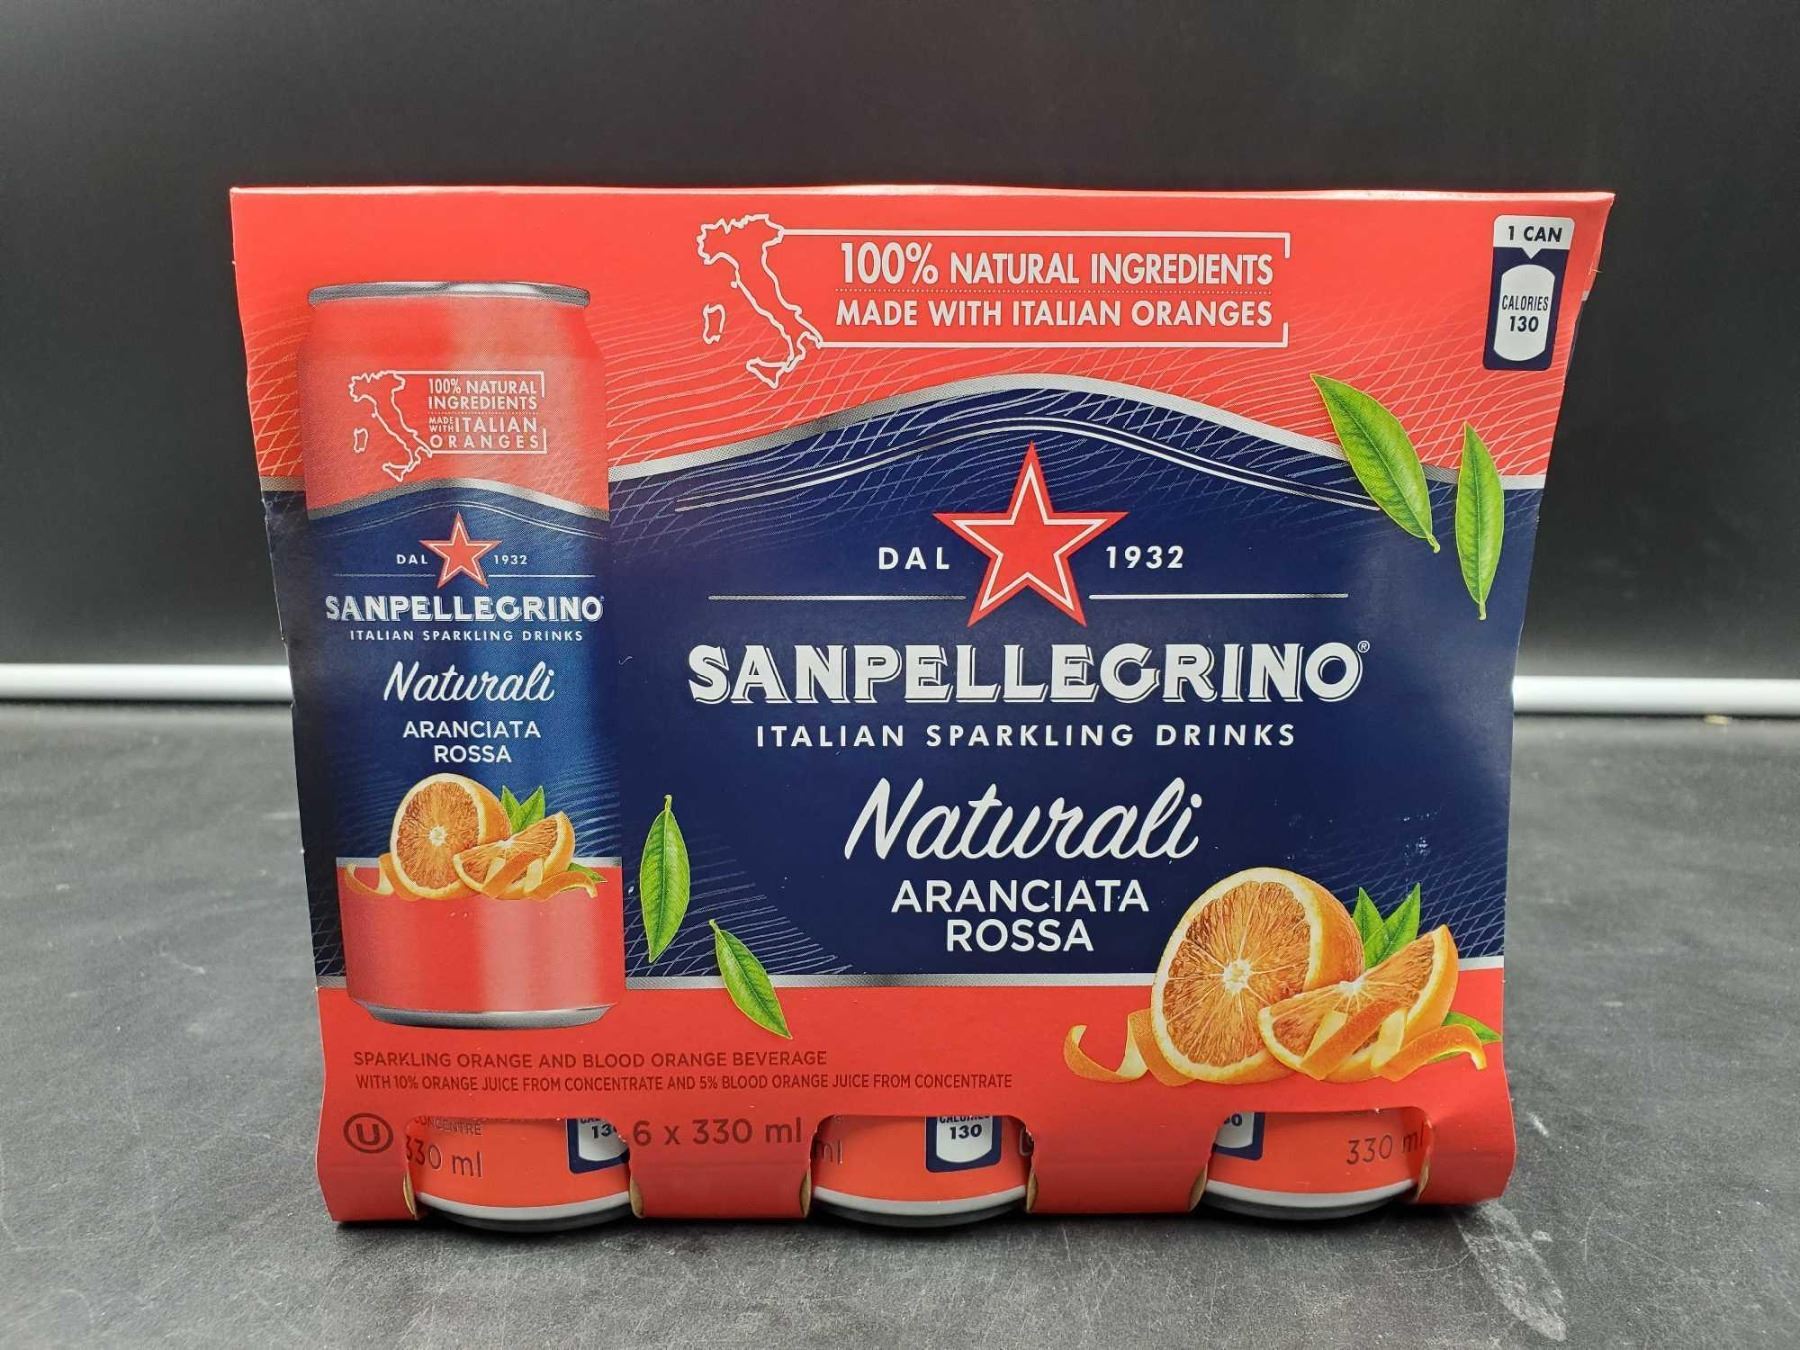 100% NATURAL INGREDIENTS
MADE WITH ITALIAN ORANGES
1 CAN
CALORIES
130
100% NATURAL
INGREDIENTS
MADE WITH ITALIAN
ORANGES
DAL 1932
SANPELLEGRINO
ITALIAN SPARKLING DRINKS
Naturali
ARANCIATA
ROSSA
DAL 1932
SANPELLEGRINO®
ITALIAN SPARKLING DRINKS
Naturali
ARANCIATA
ROSSA
SPARKLING ORANGE AND BLOOD ORANGE BEVERAGE
WITH 10% ORANGE JUICE FROM CONCENTRATE AND 5% BLOOD ORANGE JUICE FROM CONCENTRATE
U
6 x 330 ml
330 ml
CALORIES
130
330 ml